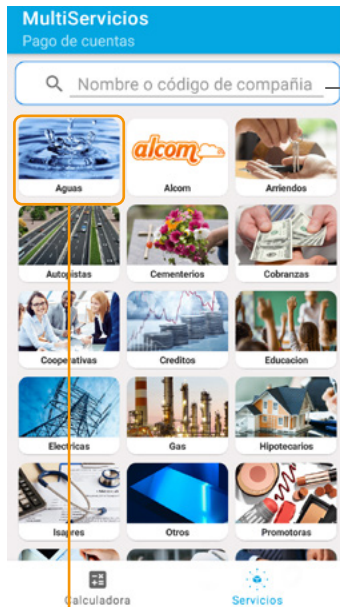 MultiServicios
Pago de cuentas
Nombre o código de compañia
alcom
Aguas Alcom Arriendos
Autopistas Cementerios Cobranzas
Cooperativas Creditos Educacion
Electricas Gas Hipotecarios
Isapres Otros Promotoras
Calculadora Servicios